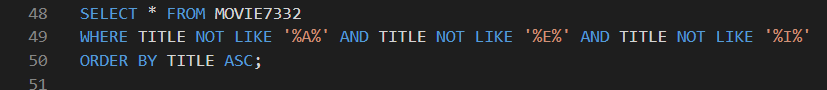 48 SELECT * FROM MOVIE7332
49 WHERE TITLE NOT LIKE '%A%' AND TITLE NOT LIKE '%E%' AND TITLE NOT LIKE '%I%'
50 ORDER BY TITLE ASC;
51